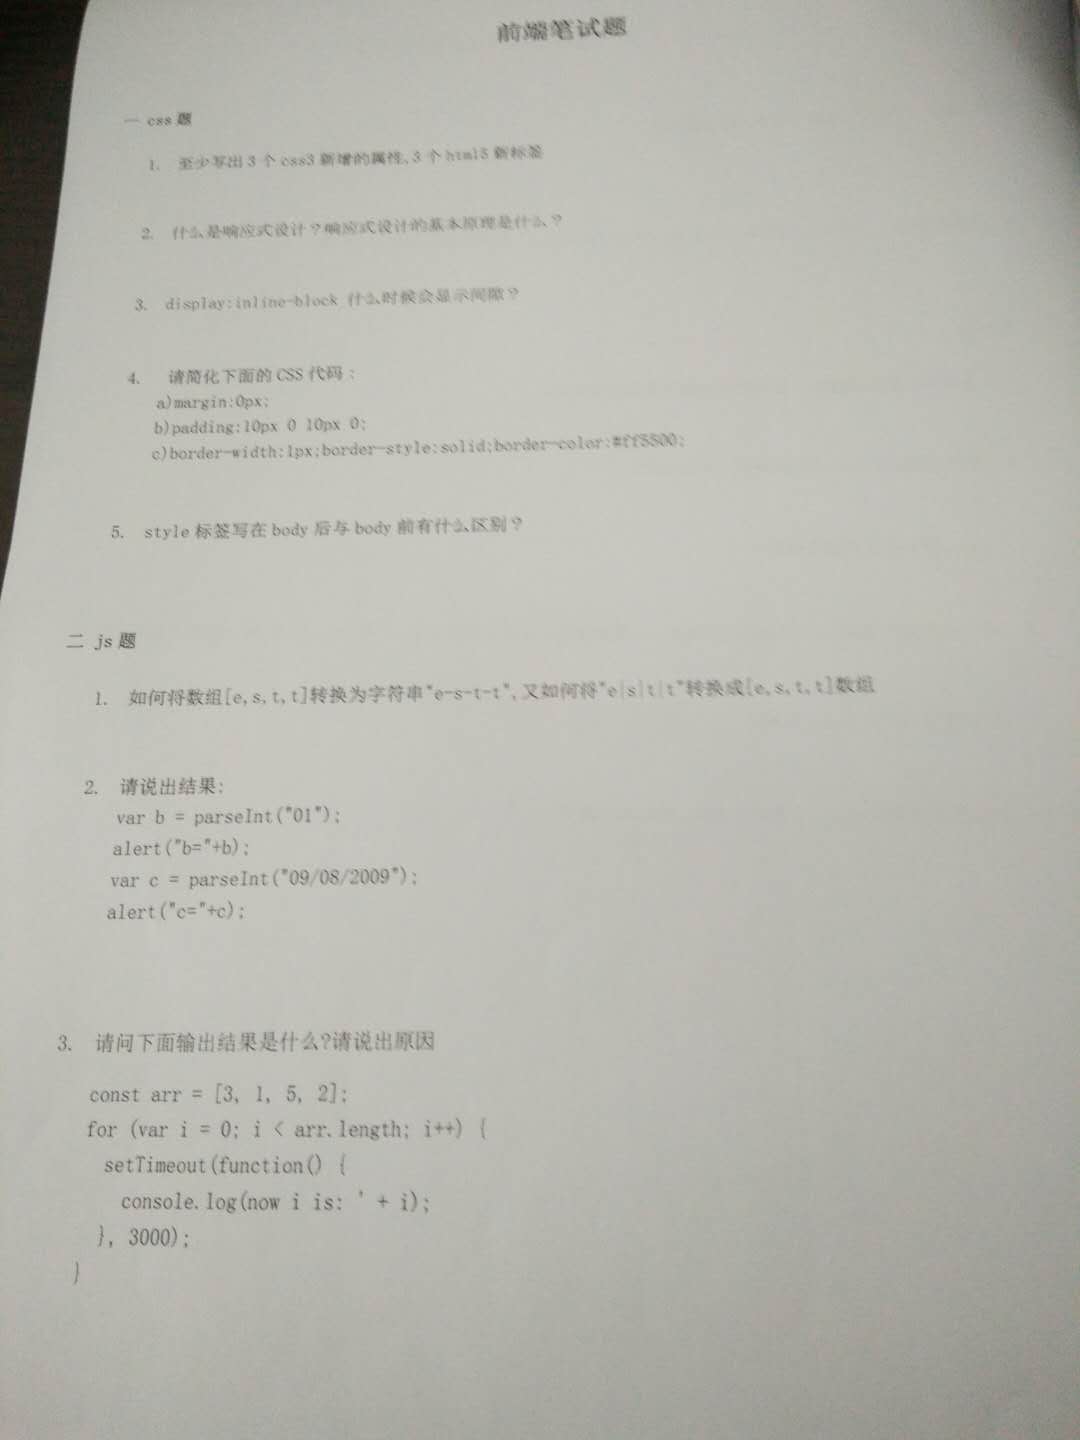 前端笔试题
一 css 题
1. 至少写出 3 个 css3 新增的属性,3 个 html5 新标签
2. 什么是响应式设计？响应式设计的基本原理是什么？
3. display:inline-block 什么时候会显示间隙？
4. 请简化下面的 CSS 代码：
a)margin:0px;
b)padding:10px 0 10px 0;
c)border-width:1px;border-style:solid;border-color:#ff5500;
5. style 标签写在 body 后与 body 前有什么区别？
二 js 题
1. 如何将数组[e,s,t,t]转换为字符串"e-s-t-t",又如何将"e|s|t|t"转换成[e,s,t,t]数组
2. 请说出结果:
var b = parseInt("01");
alert("b="+b);
var c = parseInt("09/08/2009");
alert("c="+c);
3. 请问下面输出结果是什么?请说出原因
const arr = [3, 1, 5, 2];
for (var i = 0; i < arr.length; i++) {
setTimeout(function() {
console.log(now i is: ' + i);
}, 3000);
}